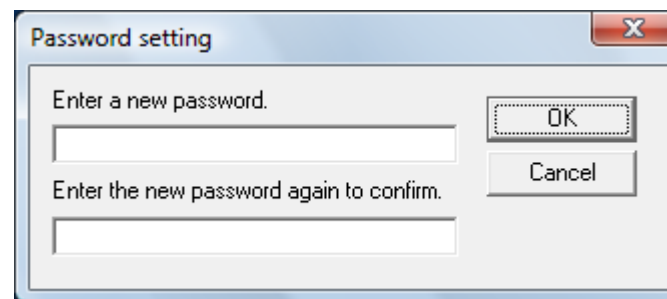 Password setting
Enter a new password.
OK
Cancel
Enter the new password again to confirm.